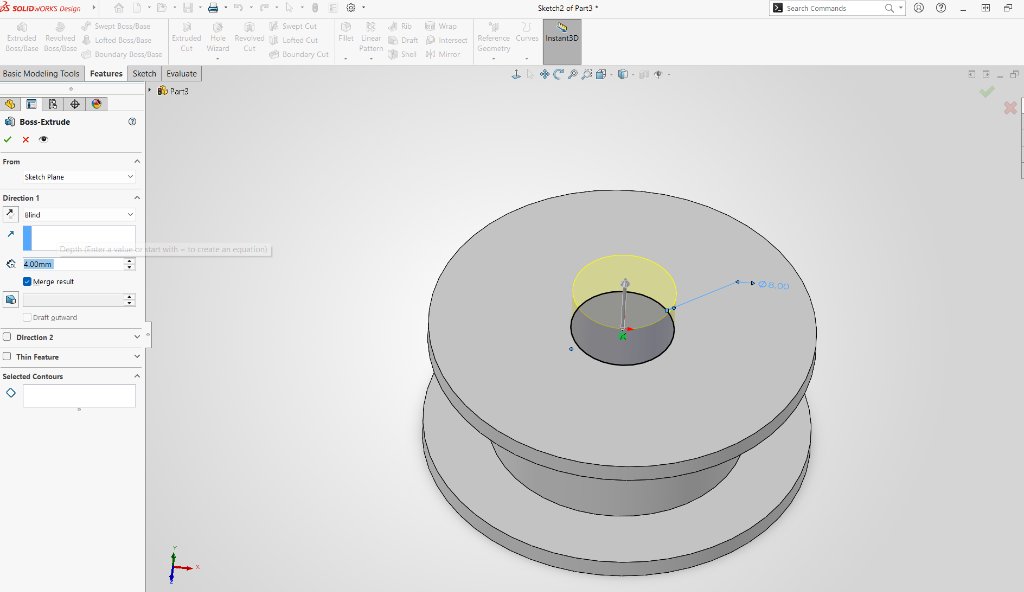 SOLIDWORKS Design
Sketch2 of Part3 *
Search Commands
Extruded Boss/Base
Revolved Boss/Base
Swept Boss/Base
Lofted Boss/Base
Boundary Boss/Base
Extruded Cut
Hole Wizard
Revolved Cut
Swept Cut
Lofted Cut
Boundary Cut
Fillet
Linear Pattern
Rib
Draft
Shell
Wrap
Intersect
Mirror
Reference Geometry
Curves
Instant3D
Basic Modeling Tools
Features
Sketch
Evaluate
Part3
Boss-Extrude
From
Sketch Plane
Direction 1
Blind
Depth (Enter a value or start with = to create an equation)
4.00mm
Merge result
Draft outward
Direction 2
Thin Feature
Selected Contours
Ø8.00
Y
X
Z